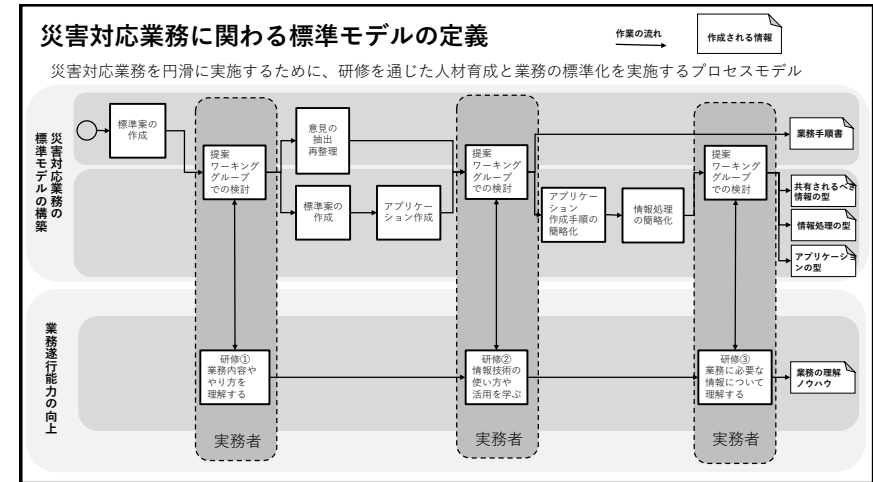 災害対応業務に関わる標準モデルの定義
作業の流れ
作成される情報
災害対応業務を円滑に実施するために、研修を通じた人材育成と業務の標準化を実施するプロセスモデル
災害対応業務の
標準モデルの構築
標準案の
作成
提案
ワーキング
グループ
での検討
意見の
抽出
再整理
標準案の
作成
アプリケー
ション作成
提案
ワーキング
グループ
での検討
アプリケー
ション
作成手順の
簡略化
情報処理
の簡略化
提案
ワーキング
グループ
での検討
業務手順書
共有されるべき
情報の型
情報処理の型
アプリケーショ
ンの型
業務遂行能力の向上
研修①
業務内容や
やり方を
理解する
研修②
情報技術の
使い方や
活用を学ぶ
研修③
業務に必要な
情報について
理解する
業務の理解
ノウハウ
実務者
実務者
実務者